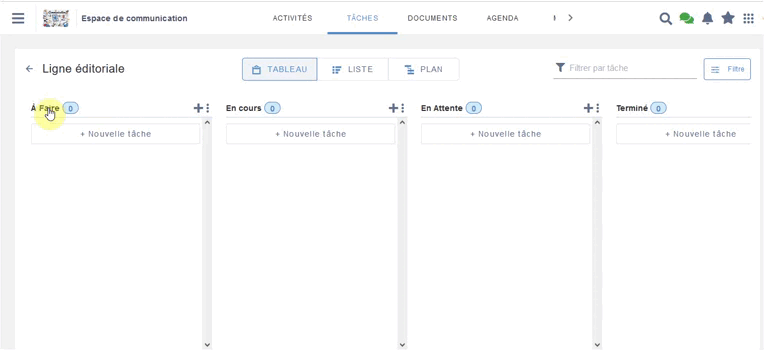 Espace de communication
ACTIVITÉS
TÂCHES
DOCUMENTS
AGENDA
Ligne éditoriale
TABLEAU
LISTE
PLAN
Filtrer par tâche
Filtre
À Faire 0
En cours 0
En Attente 0
Terminé 0
+ Nouvelle tâche
+ Nouvelle tâche
+ Nouvelle tâche
+ Nouvelle tâche